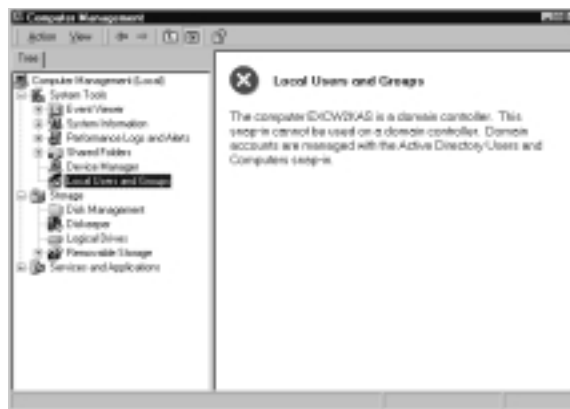 Computer Management
Action View
Tree
Computer Management (Local)
System Tools
Event Viewer
System Information
Performance Logs and Alerts
Shared Folders
Device Manager
Local Users and Groups
Storage
Disk Management
Diskeeper
Logical Drives
Removable Storage
Services and Applications
Local Users and Groups
The computer is a domain controller. This
snap-in cannot be used on a domain controller. Domain
accounts are managed with the Active Directory Users and
Computers snap-in.